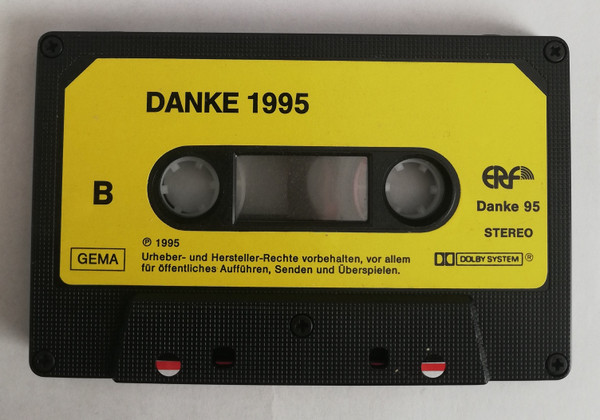 DANKE 1995
B
ERF
Danke 95
STEREO
GEMA
℗ 1995
Urheber- und Hersteller-Rechte vorbehalten, vor allem
für öffentliches Aufführen, Senden und Überspielen.
DOLBY SYSTEM ®